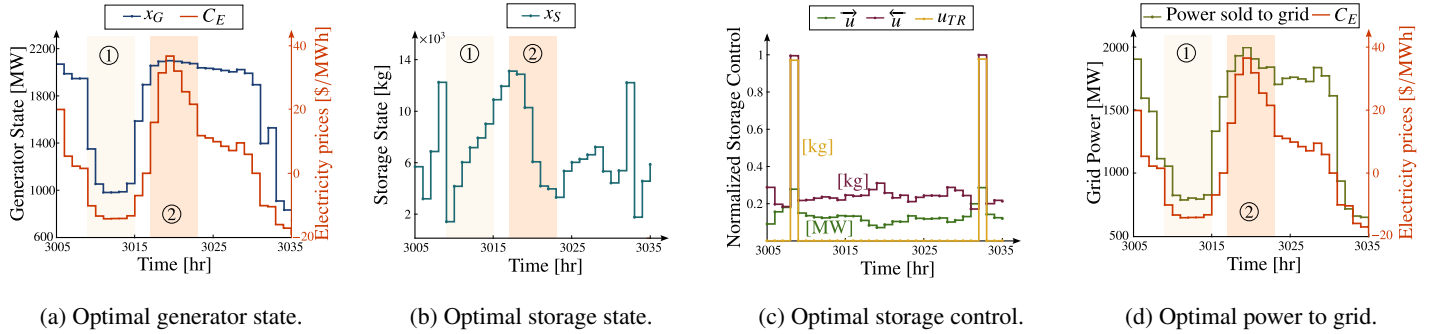 x_G C_E
Generator State [MW]
2200
1800
1400
1000
600
①
②
40
20
0
−20
Electricity prices [$/MWh]
3005 3015 3025 3035
Time [hr]
(a) Optimal generator state.
x_S
×10³
Storage State [kg]
14
10
6
2
①
②
3005 3015 3025 3035
Time [hr]
(b) Optimal storage state.
→u ←u u_TR
Normalized Storage Control
1
0.8
0.6
0.4
0.2
[kg]
[kg]
[MW]
3005 3015 3025 3035
Time [hr]
(c) Optimal storage control.
Power sold to grid C_E
Grid Power [MW]
2000
1500
1000
500
①
②
40
20
0
−20
Electricity prices [$/MWh]
3005 3015 3025 3035
Time [hr]
(d) Optimal power to grid.